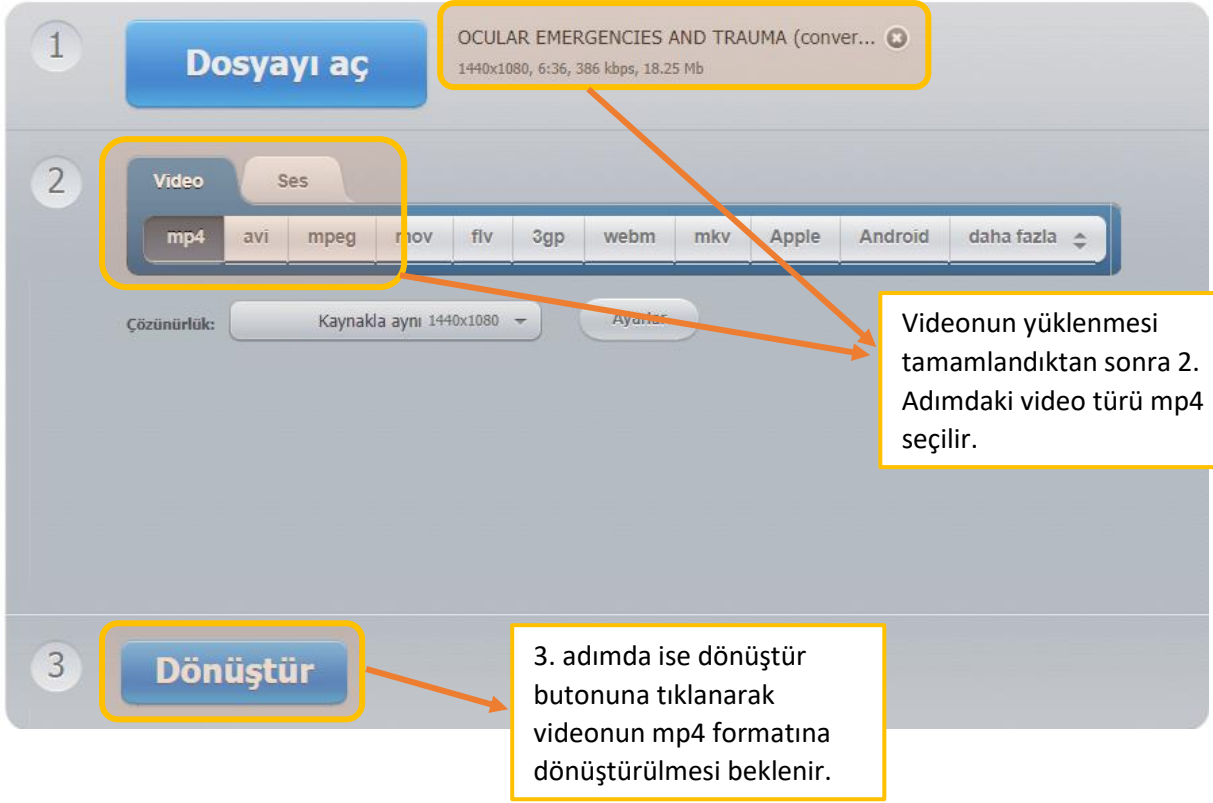 1
Dosyayı aç
OCULAR EMERGENCIES AND TRAUMA (conver...
1440x1080, 6:36, 386 kbps, 18.25 Mb
2
Video Ses
mp4 avi mpeg mov flv 3gp webm mkv Apple Android daha fazla
Çözünürlük: Kaynakla aynı 1440x1080 Ayarlar
Videonun yüklenmesi
tamamlandıktan sonra 2.
Adımdaki video türü mp4
seçilir.
3
Dönüştür
3. adımda ise dönüştür
butonuna tıklanarak
videonun mp4 formatına
dönüştürülmesi beklenir.